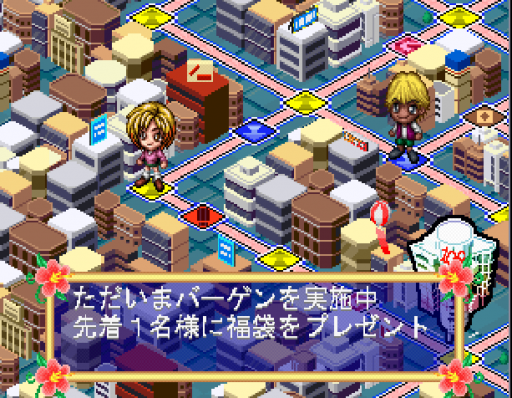 ただいまバーゲンを実施中
先着１名様に福袋をプレゼント